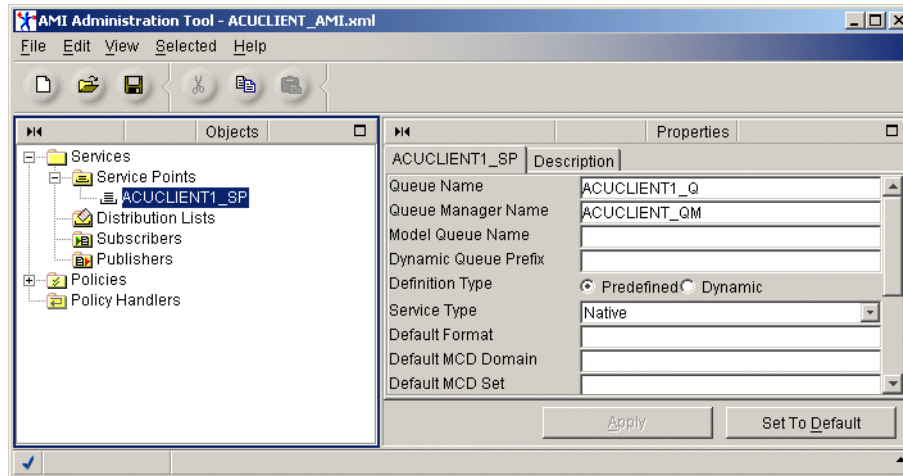 AMI Administration Tool - ACUCLIENT_AMI.xml
File Edit View Selected Help
Objects
Services
Service Points
ACUCLIENT1_SP
Distribution Lists
Subscribers
Publishers
Policies
Policy Handlers
Properties
ACUCLIENT1_SP Description
Queue Name ACUCLIENT1_Q
Queue Manager Name ACUCLIENT_QM
Model Queue Name
Dynamic Queue Prefix
Definition Type Predefined Dynamic
Service Type Native
Default Format
Default MCD Domain
Default MCD Set
Apply Set To Default